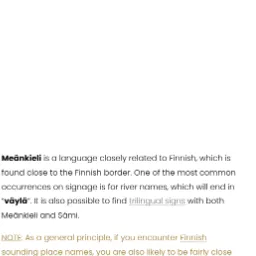 Meänkieli is a language closely related to Finnish, which is
found close to the Finnish border. One of the most common
occurrences on signage is for river names, which will end in
"väylä". It is also possible to find trilingual signs with both
Meänkieli and Sámi.
NOTE: As a general principle, if you encounter Finnish
sounding place names, you are also likely to be fairly close